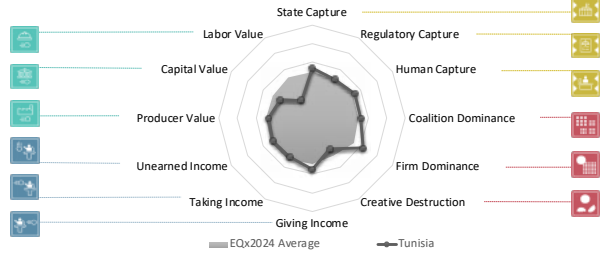 State Capture
Labor Value
Regulatory Capture
Capital Value
Human Capture
Producer Value
Coalition Dominance
Unearned Income
Firm Dominance
Taking Income
Creative Destruction
Giving Income
EQx2024 Average
Tunisia